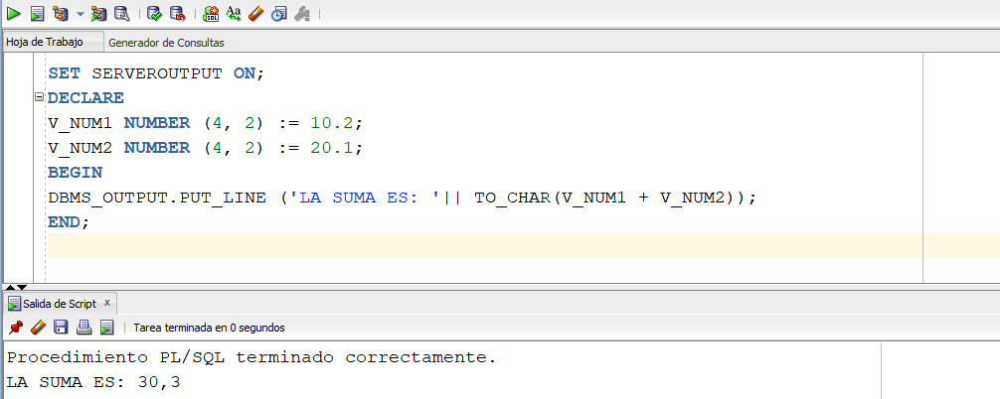 SQL
Hoja de Trabajo Generador de Consultas
SET SERVEROUTPUT ON;
DECLARE
V_NUM1 NUMBER (4, 2) := 10.2;
V_NUM2 NUMBER (4, 2) := 20.1;
BEGIN
DBMS_OUTPUT.PUT_LINE ('LA SUMA ES: '|| TO_CHAR(V_NUM1 + V_NUM2));
END;
Salida de Script x
Tarea terminada en 0 segundos
Procedimiento PL/SQL terminado correctamente.
LA SUMA ES: 30,3